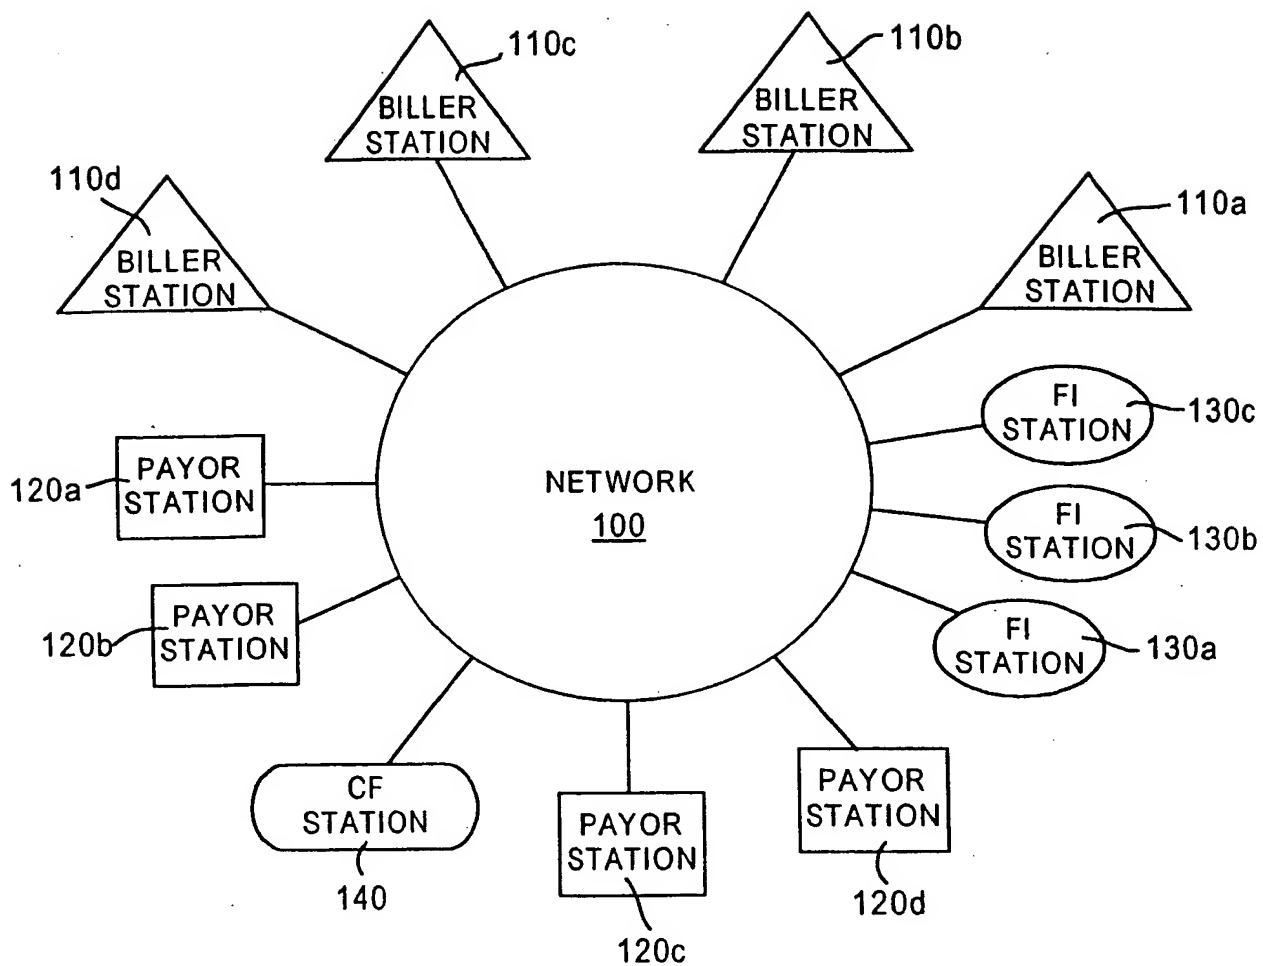 110c
BILLER
STATION
110b
BILLER
STATION
110d
BILLER
STATION
110a
BILLER
STATION
FI
STATION
130c
PAYOR
STATION
120a
NETWORK
100
FI
STATION
130b
PAYOR
STATION
120b
FI
STATION
130a
CF
STATION
140
PAYOR
STATION
120c
PAYOR
STATION
120d